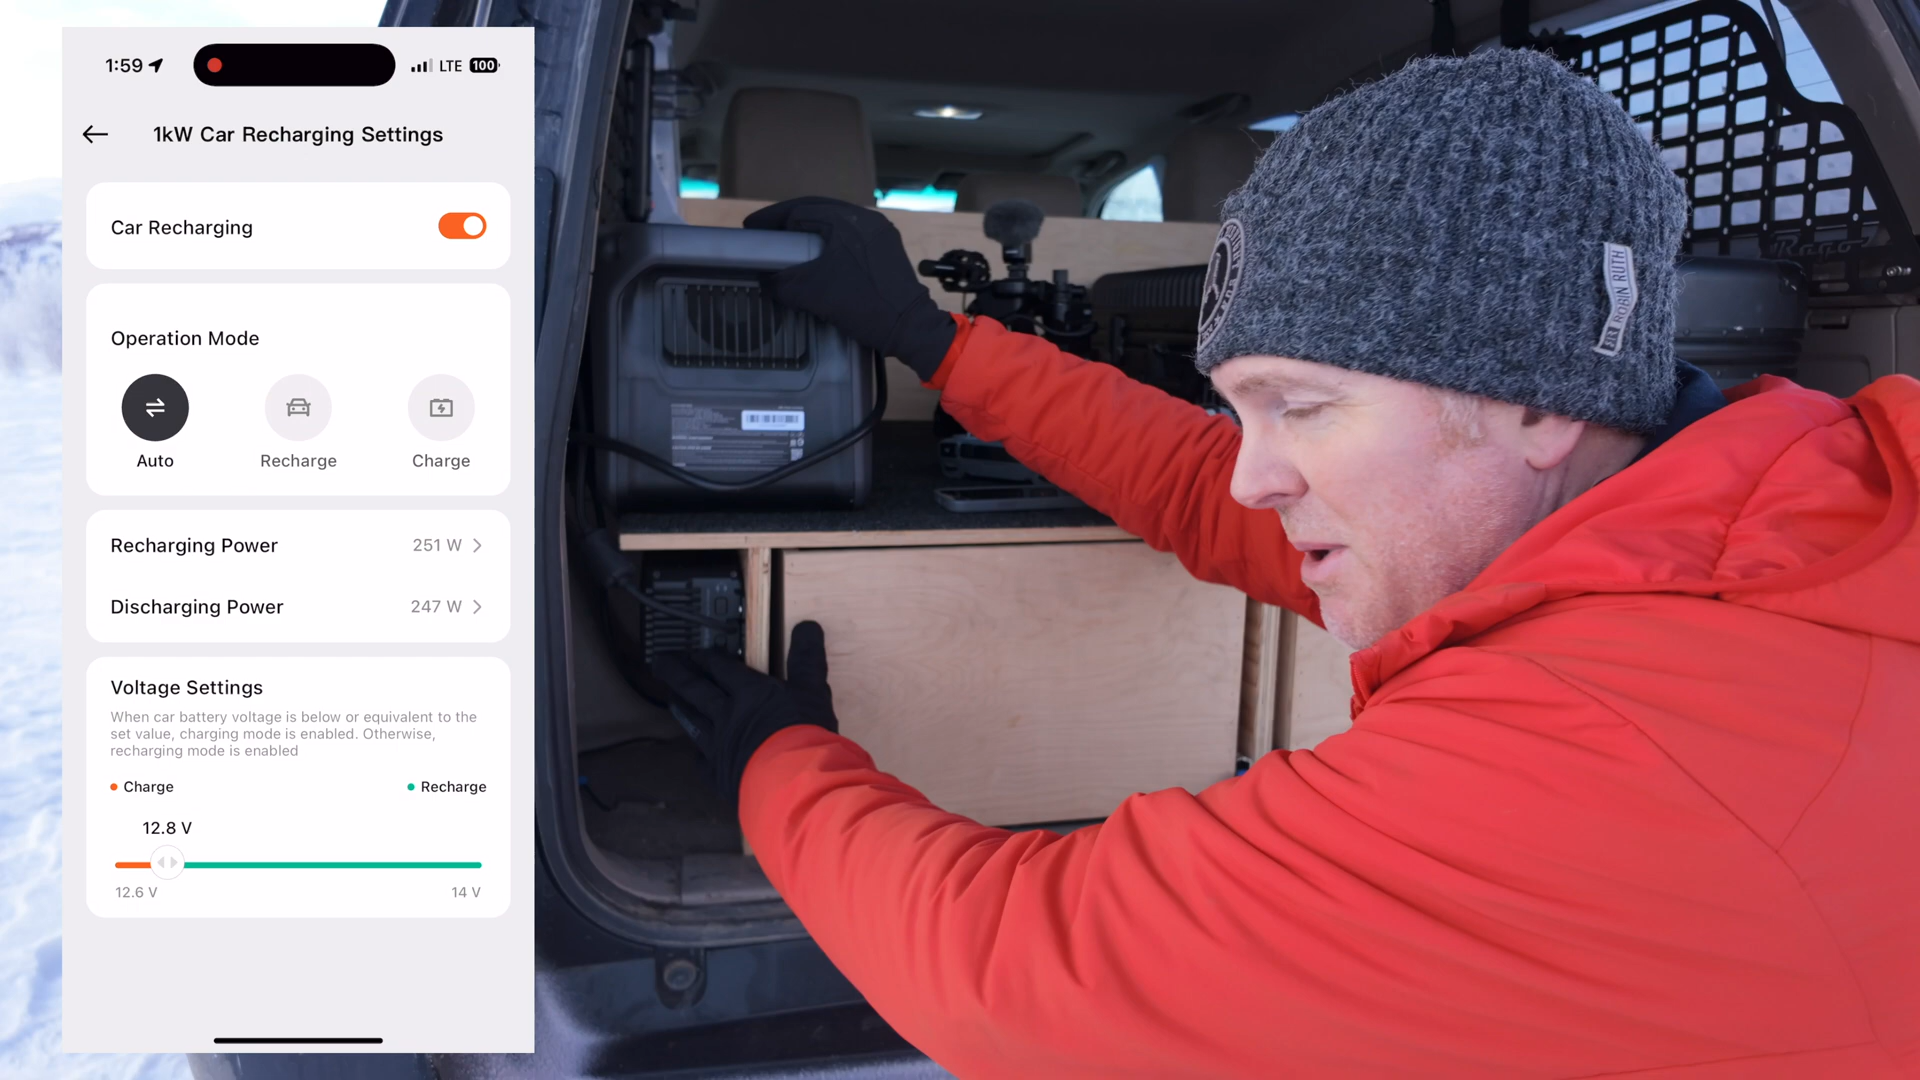 1:59
LTE
100
1kW Car Recharging Settings
Car Recharging
Operation Mode
Auto
Recharge
Charge
Recharging Power
251 W
Discharging Power
247 W
Voltage Settings
When car battery voltage is below or equivalent to the
set value, charging mode is enabled. Otherwise,
recharging mode is enabled
Charge
Recharge
12.8 V
12.6 V
14 V
RR ROBIN RUTH
Rago